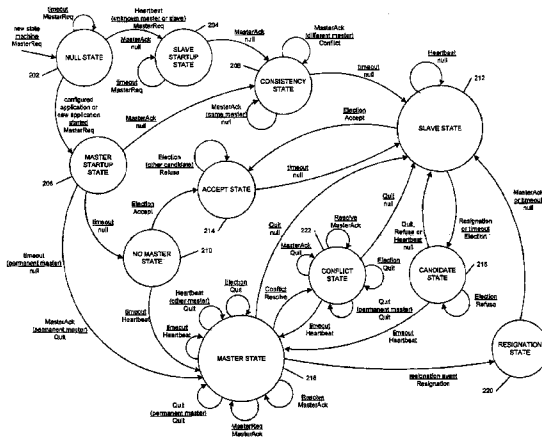 timeout
MasterReq
new state
machine
MasterReq
NULL STATE
202
Heartbeat
(unknown master or slave)
MasterReq
MasterAck
null
204
SLAVE
STARTUP
STATE
timeout
MasterReq
MasterAck
null
MasterAck
(different master)
Conflict
208
CONSISTENCY
STATE
MasterAck
(same master)
null
timeout
null
Heartbeat
null
212
SLAVE STATE
configured
application or
new application
started
MasterReq
MasterAck
null
MASTER
STARTUP
STATE
206
Election
(other candidate)
Refuse
Election
Accept
ACCEPT STATE
214
timeout
null
Election
Accept
timeout
null
NO MASTER
STATE
210
timeout
(permanent master)
null
MasterAck
(permanent master)
Quit
timeout
Heartbeat
Heartbeat
(other master)
Quit
Election
Quit
timeout
Heartbeat
Quit
null
222
Resolve
MasterAck
MasterAck
Quit
CONFLICT
STATE
Election
Quit
Quit
(permanent master)
Quit
Conflict
Resolve
timeout
Heartbeat
Quit
null
Quit,
Refuse or
Heartbeat
null
Resignation
or timeout
Election
CANDIDATE
STATE
216
Election
Refuse
timeout
Heartbeat
MasterAck
or timeout
null
RESIGNATION
STATE
220
MASTER STATE
218
resignation event
Resignation
Quit
(permanent master)
Quit
MasterReq
MasterAck
Resolve
MasterAck